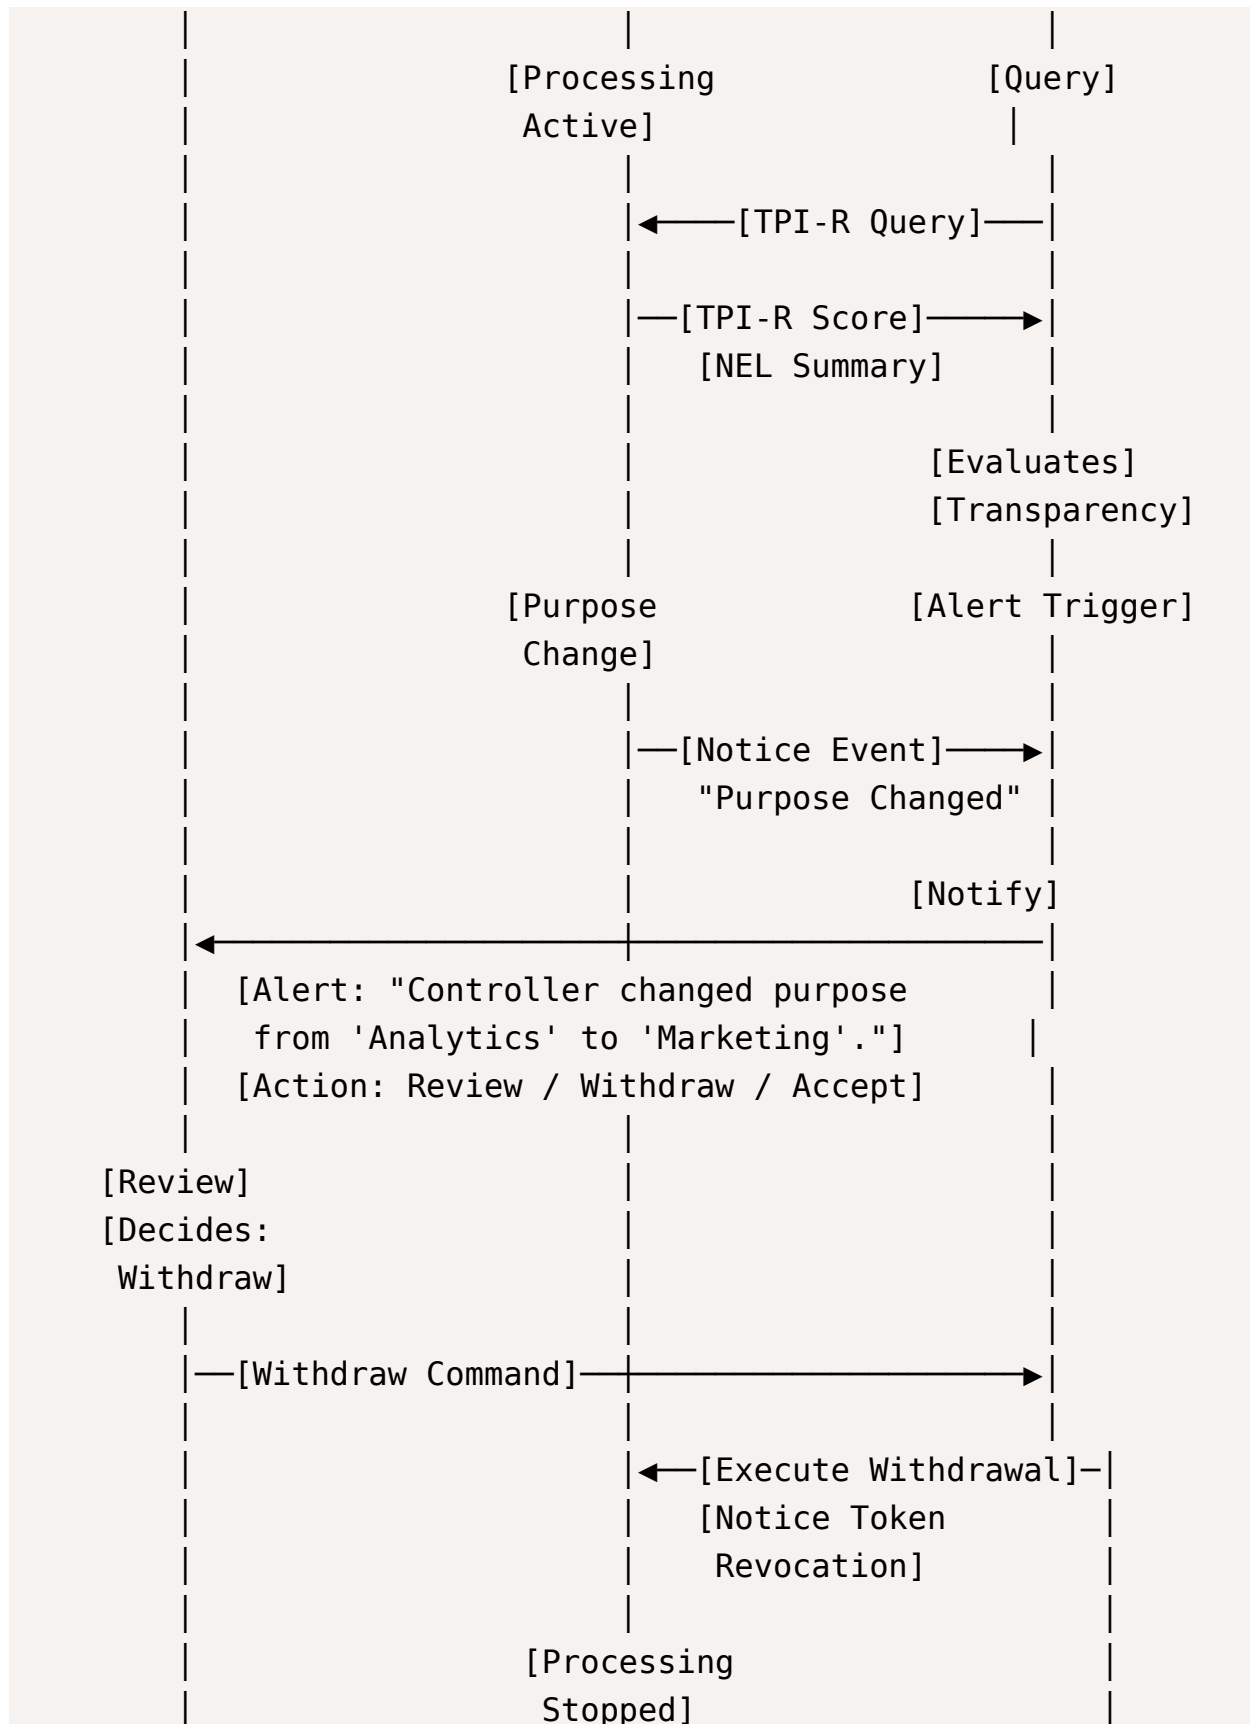 [Processing [Query]
Active]
[TPI-R Query]
[TPI-R Score]
[NEL Summary]
[Evaluates]
[Transparency]
[Purpose [Alert Trigger]
Change]
[Notice Event]
"Purpose Changed"
[Notify]
[Alert: "Controller changed purpose
from 'Analytics' to 'Marketing'."]
[Action: Review / Withdraw / Accept]
[Review]
[Decides:
Withdraw]
[Withdraw Command]
[Execute Withdrawal]
[Notice Token
Revocation]
[Processing
Stopped]